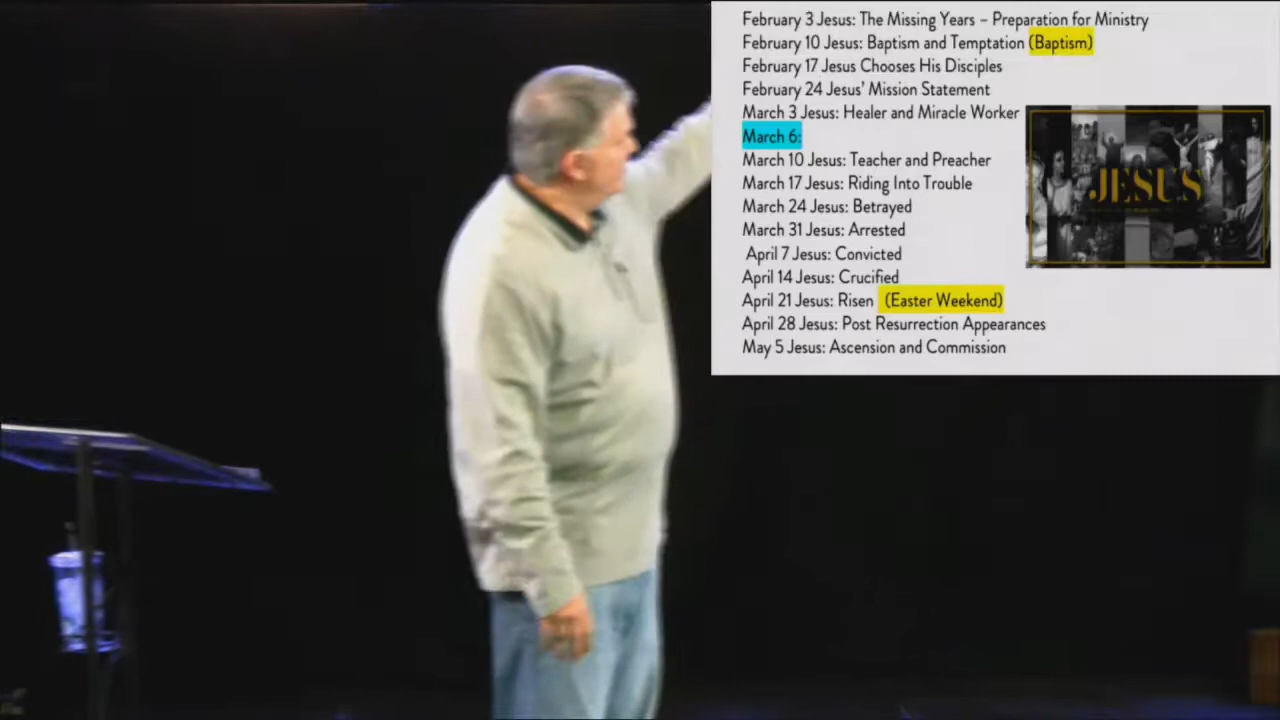 February 3 Jesus: The Missing Years – Preparation for Ministry
February 10 Jesus: Baptism and Temptation (Baptism)
February 17 Jesus Chooses His Disciples
February 24 Jesus' Mission Statement
March 3 Jesus: Healer and Miracle Worker
March 6:
March 10 Jesus: Teacher and Preacher
March 17 Jesus: Riding Into Trouble
March 24 Jesus: Betrayed
March 31 Jesus: Arrested
April 7 Jesus: Convicted
April 14 Jesus: Crucified
April 21 Jesus: Risen (Easter Weekend)
April 28 Jesus: Post Resurrection Appearances
May 5 Jesus: Ascension and Commission
JESUS